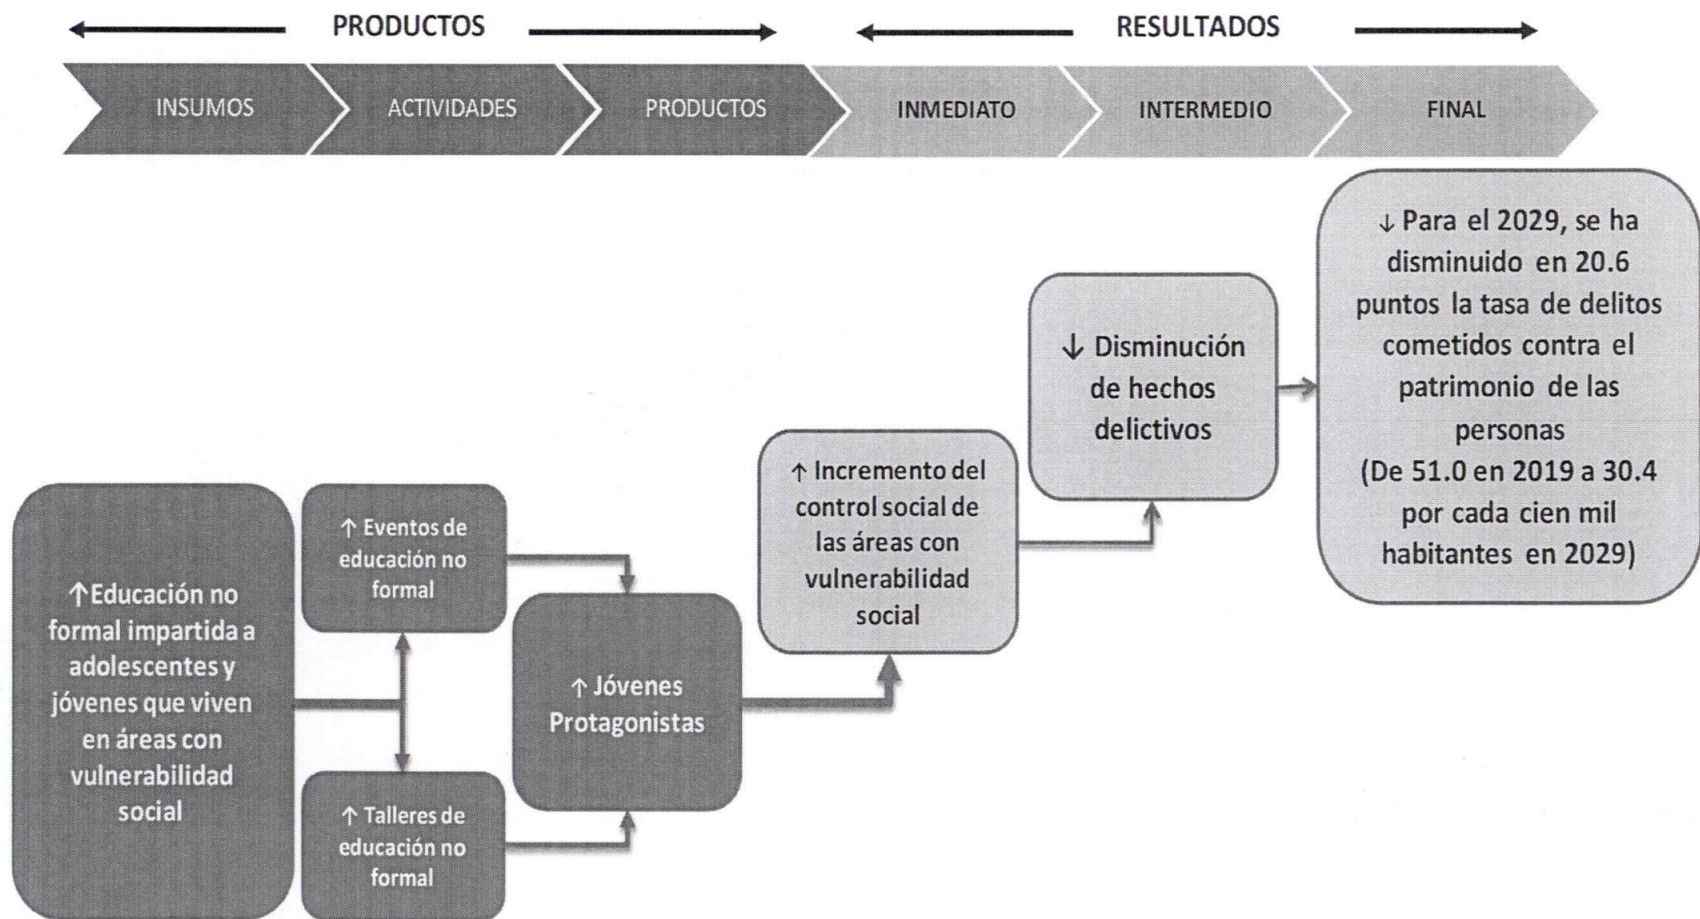 PRODUCTOS
RESULTADOS
INSUMOS
ACTIVIDADES
PRODUCTOS
INMEDIATO
INTERMEDIO
FINAL
↑Educación no
formal impartida a
adolescentes y
jóvenes que viven
en áreas con
vulnerabilidad
social
↑ Eventos de
educación no
formal
↑ Talleres de
educación no
formal
↑ Jóvenes
Protagonistas
↑ Incremento del
control social de
las áreas con
vulnerabilidad
social
↓ Disminución
de hechos
delictivos
↓ Para el 2029, se ha
disminuido en 20.6
puntos la tasa de delitos
cometidos contra el
patrimonio de las
personas
(De 51.0 en 2019 a 30.4
por cada cien mil
habitantes en 2029)